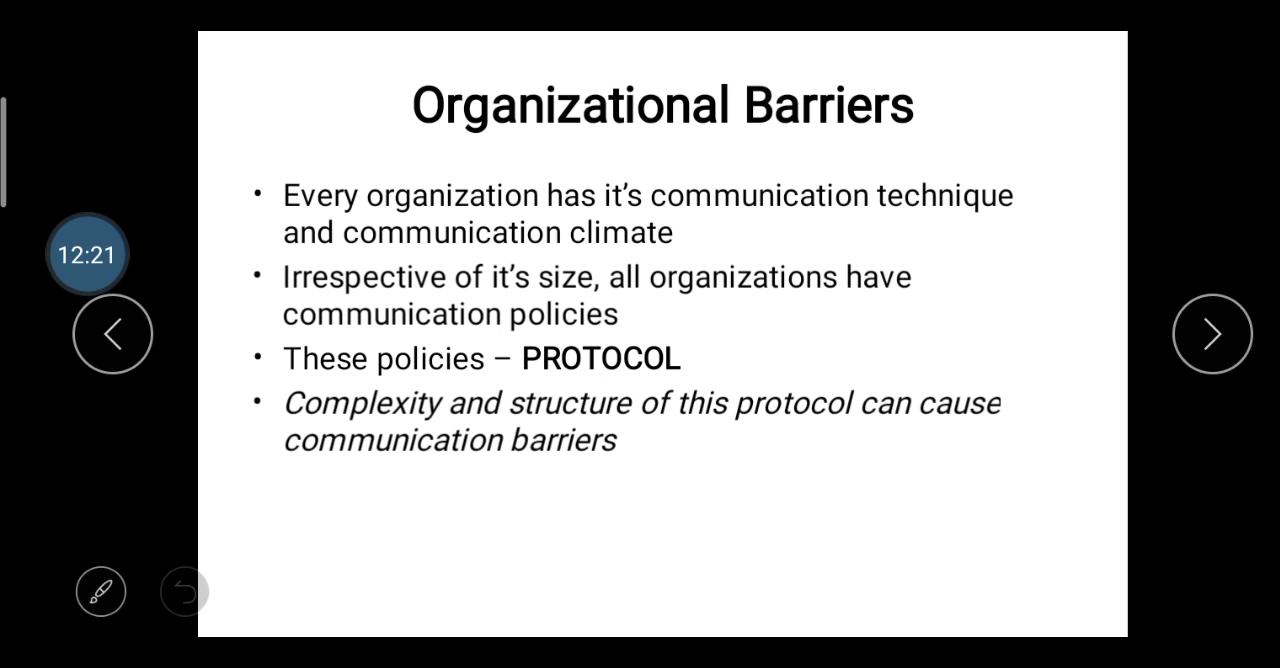 Organizational Barriers
• Every organization has it’s communication technique
and communication climate
• Irrespective of it’s size, all organizations have
communication policies
• These policies – PROTOCOL
• Complexity and structure of this protocol can cause
communication barriers
12:21